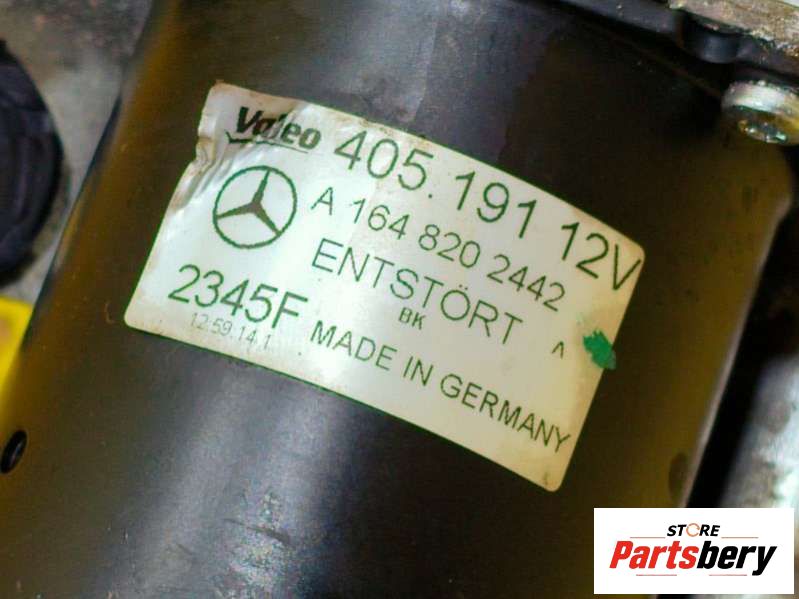 Valeo 405.191 12V
A 164 820 2442
ENTSTÖRT
BK
2345F
12:59:14.1
MADE IN GERMANY
STORE
Partsbery